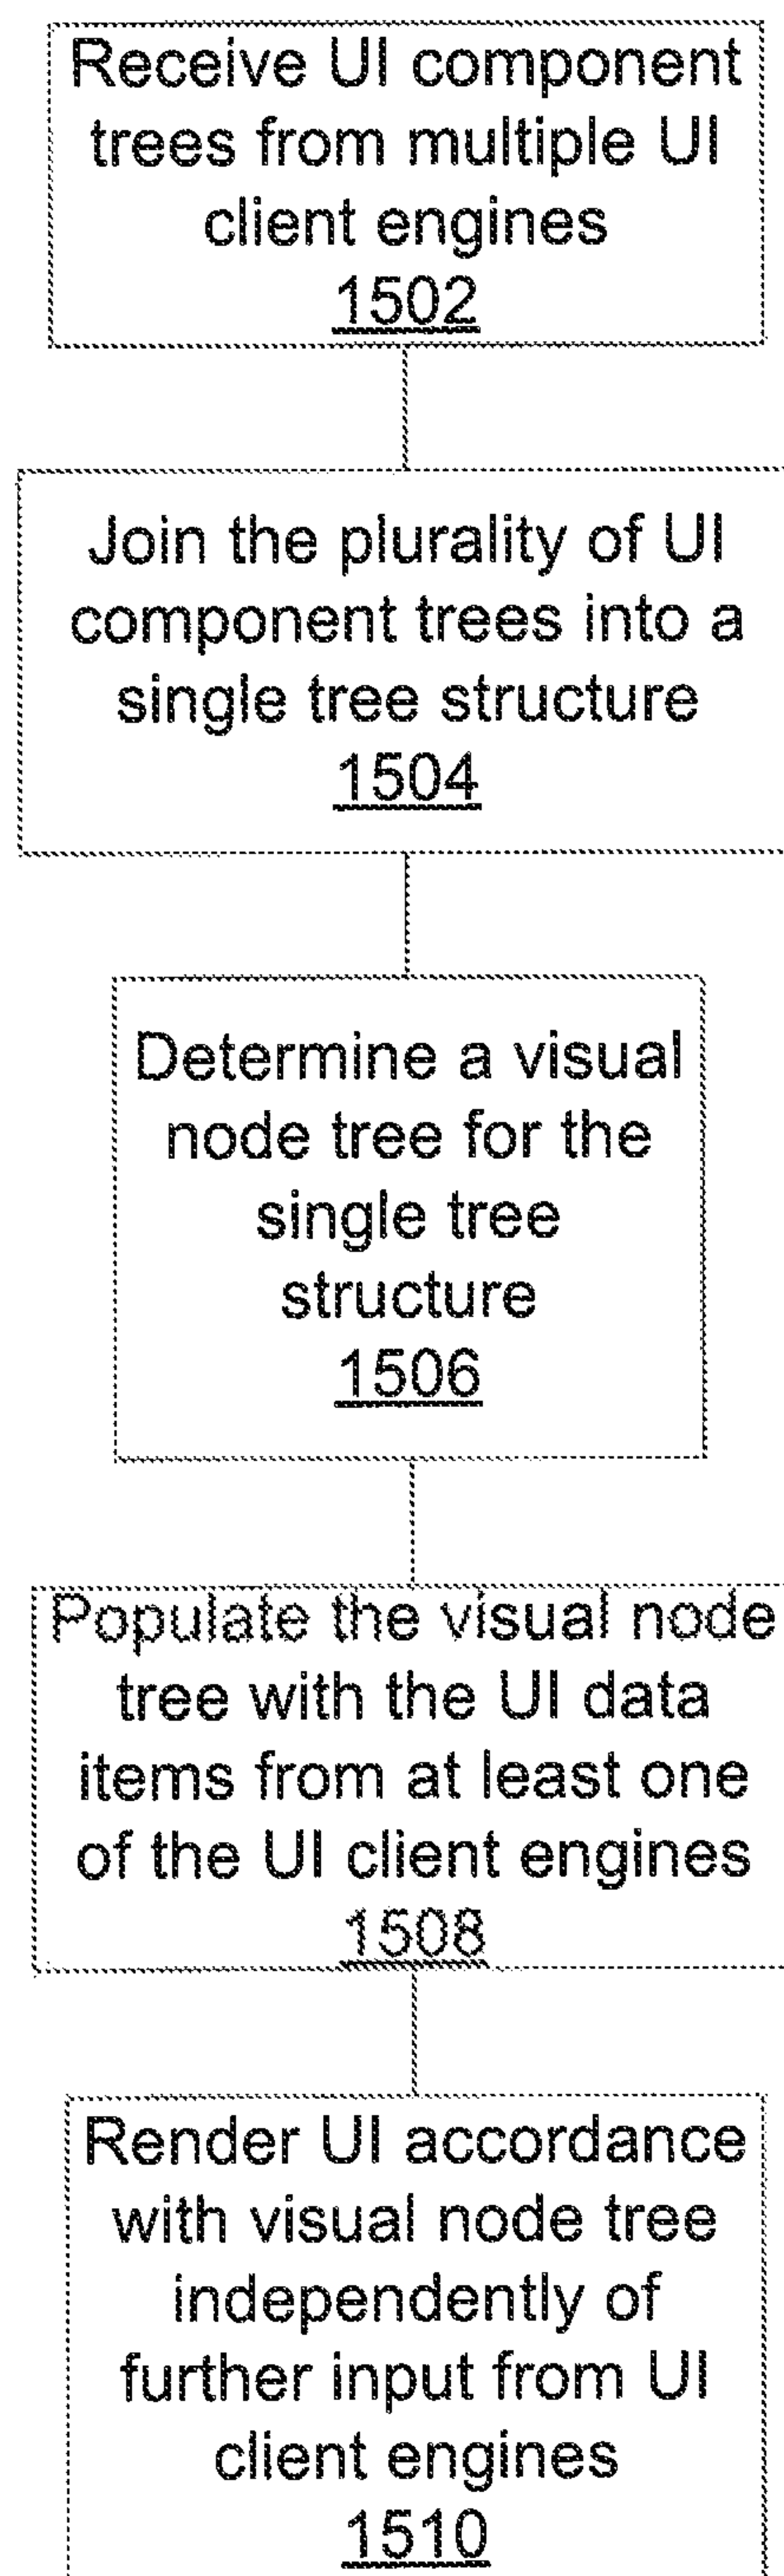 Receive UI component
trees from multiple UI
client engines
1502
Join the plurality of UI
component trees into a
single tree structure
1504
Determine a visual
node tree for the
single tree
structure
1506
Populate the visual node
tree with the UI data
items from at least one
of the UI client engines
1508
Render UI accordance
with visual node tree
independently of
further input from UI
client engines
1510